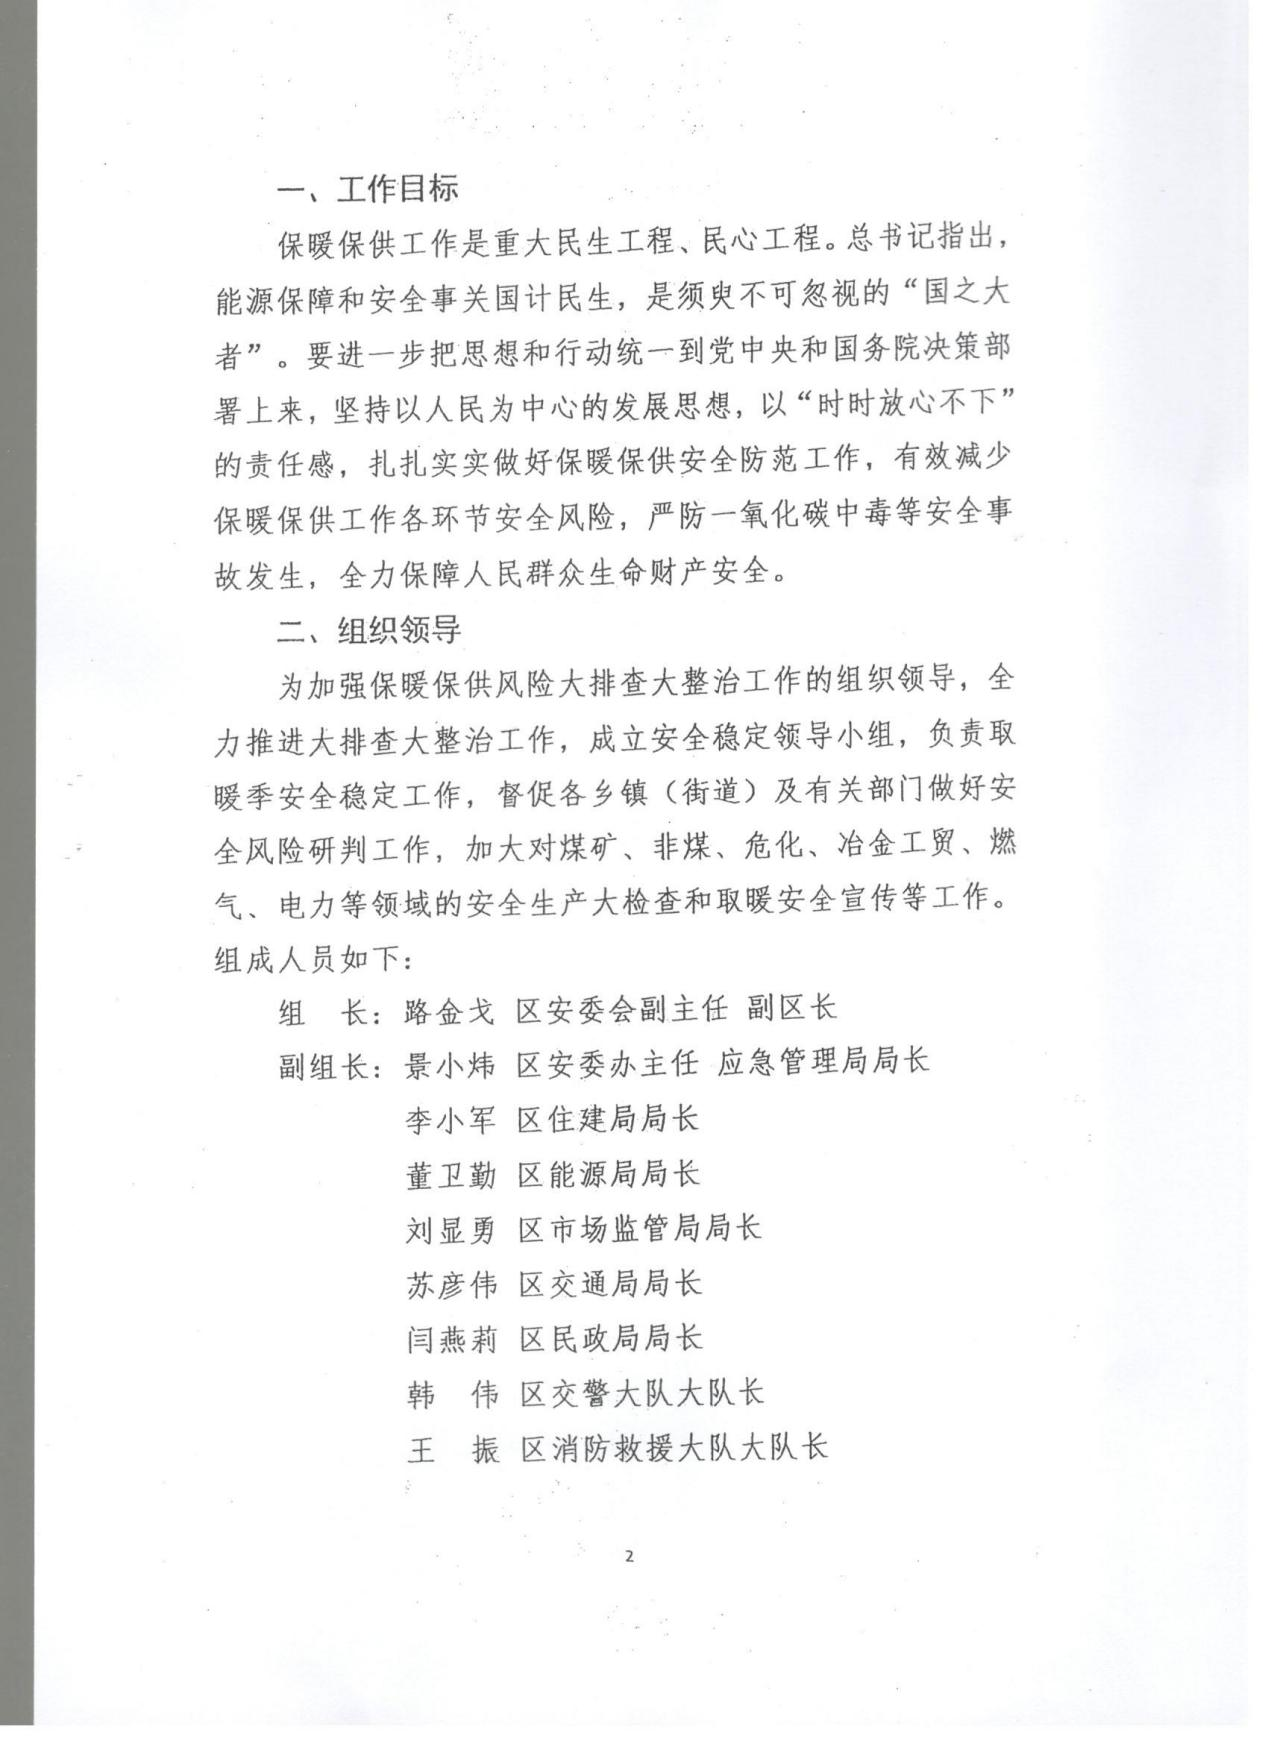 一、工作目标
保暖保供工作是重大民生工程、民心工程。总书记指出，
能源保障和安全事关国计民生，是须臾不可忽视的“国之大
者”。要进一步把思想和行动统一到党中央和国务院决策部
署上来，坚持以人民为中心的发展思想，以“时时放心不下”
的责任感，扎扎实实做好保暖保供安全防范工作，有效减少
保暖保供工作各环节安全风险，严防一氧化碳中毒等安全事
故发生，全力保障人民群众生命财产安全。
二、组织领导
为加强保暖保供风险大排查大整治工作的组织领导，全
力推进大排查大整治工作，成立安全稳定领导小组，负责取
暖季安全稳定工作，督促各乡镇（街道）及有关部门做好安
全风险研判工作，加大对煤矿、非煤、危化、冶金工贸、燃
气、电力等领域的安全生产大检查和取暖安全宣传等工作。
组成人员如下：
组　长：路金戈 区安委会副主任 副区长
副组长：景小炜 区安委办主任 应急管理局局长
李小军 区住建局局长
董卫勤 区能源局局长
刘显勇 区市场监管局局长
苏彦伟 区交通局局长
闫燕莉 区民政局局长
韩　伟 区交警大队大队长
王　振 区消防救援大队大队长
2